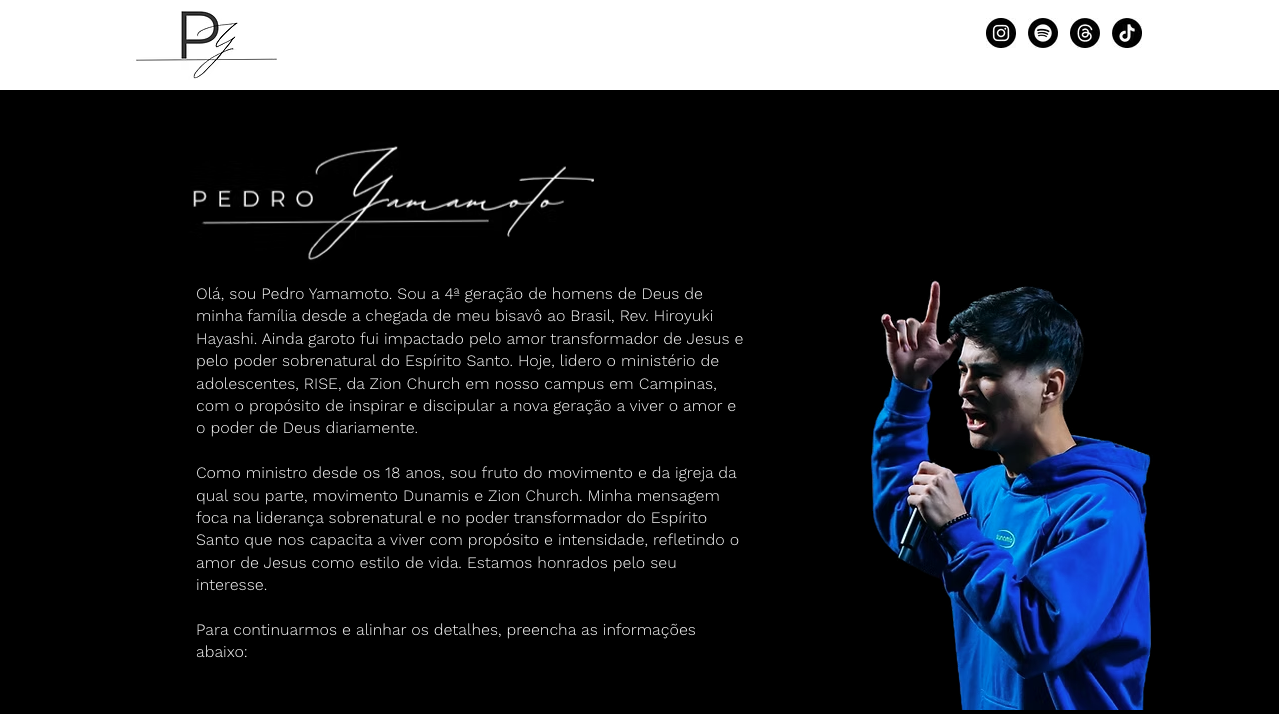 PY
PEDRO Yamamoto
Olá, sou Pedro Yamamoto. Sou a 4ª geração de homens de Deus de
minha família desde a chegada de meu bisavô ao Brasil, Rev. Hiroyuki
Hayashi. Ainda garoto fui impactado pelo amor transformador de Jesus e
pelo poder sobrenatural do Espírito Santo. Hoje, lidero o ministério de
adolescentes, RISE, da Zion Church em nosso campus em Campinas,
com o propósito de inspirar e discipular a nova geração a viver o amor e
o poder de Deus diariamente.
Como ministro desde os 18 anos, sou fruto do movimento e da igreja da
qual sou parte, movimento Dunamis e Zion Church. Minha mensagem
foca na liderança sobrenatural e no poder transformador do Espírito
Santo que nos capacita a viver com propósito e intensidade, refletindo o
amor de Jesus como estilo de vida. Estamos honrados pelo seu
interesse.
Para continuarmos e alinhar os detalhes, preencha as informações
abaixo: